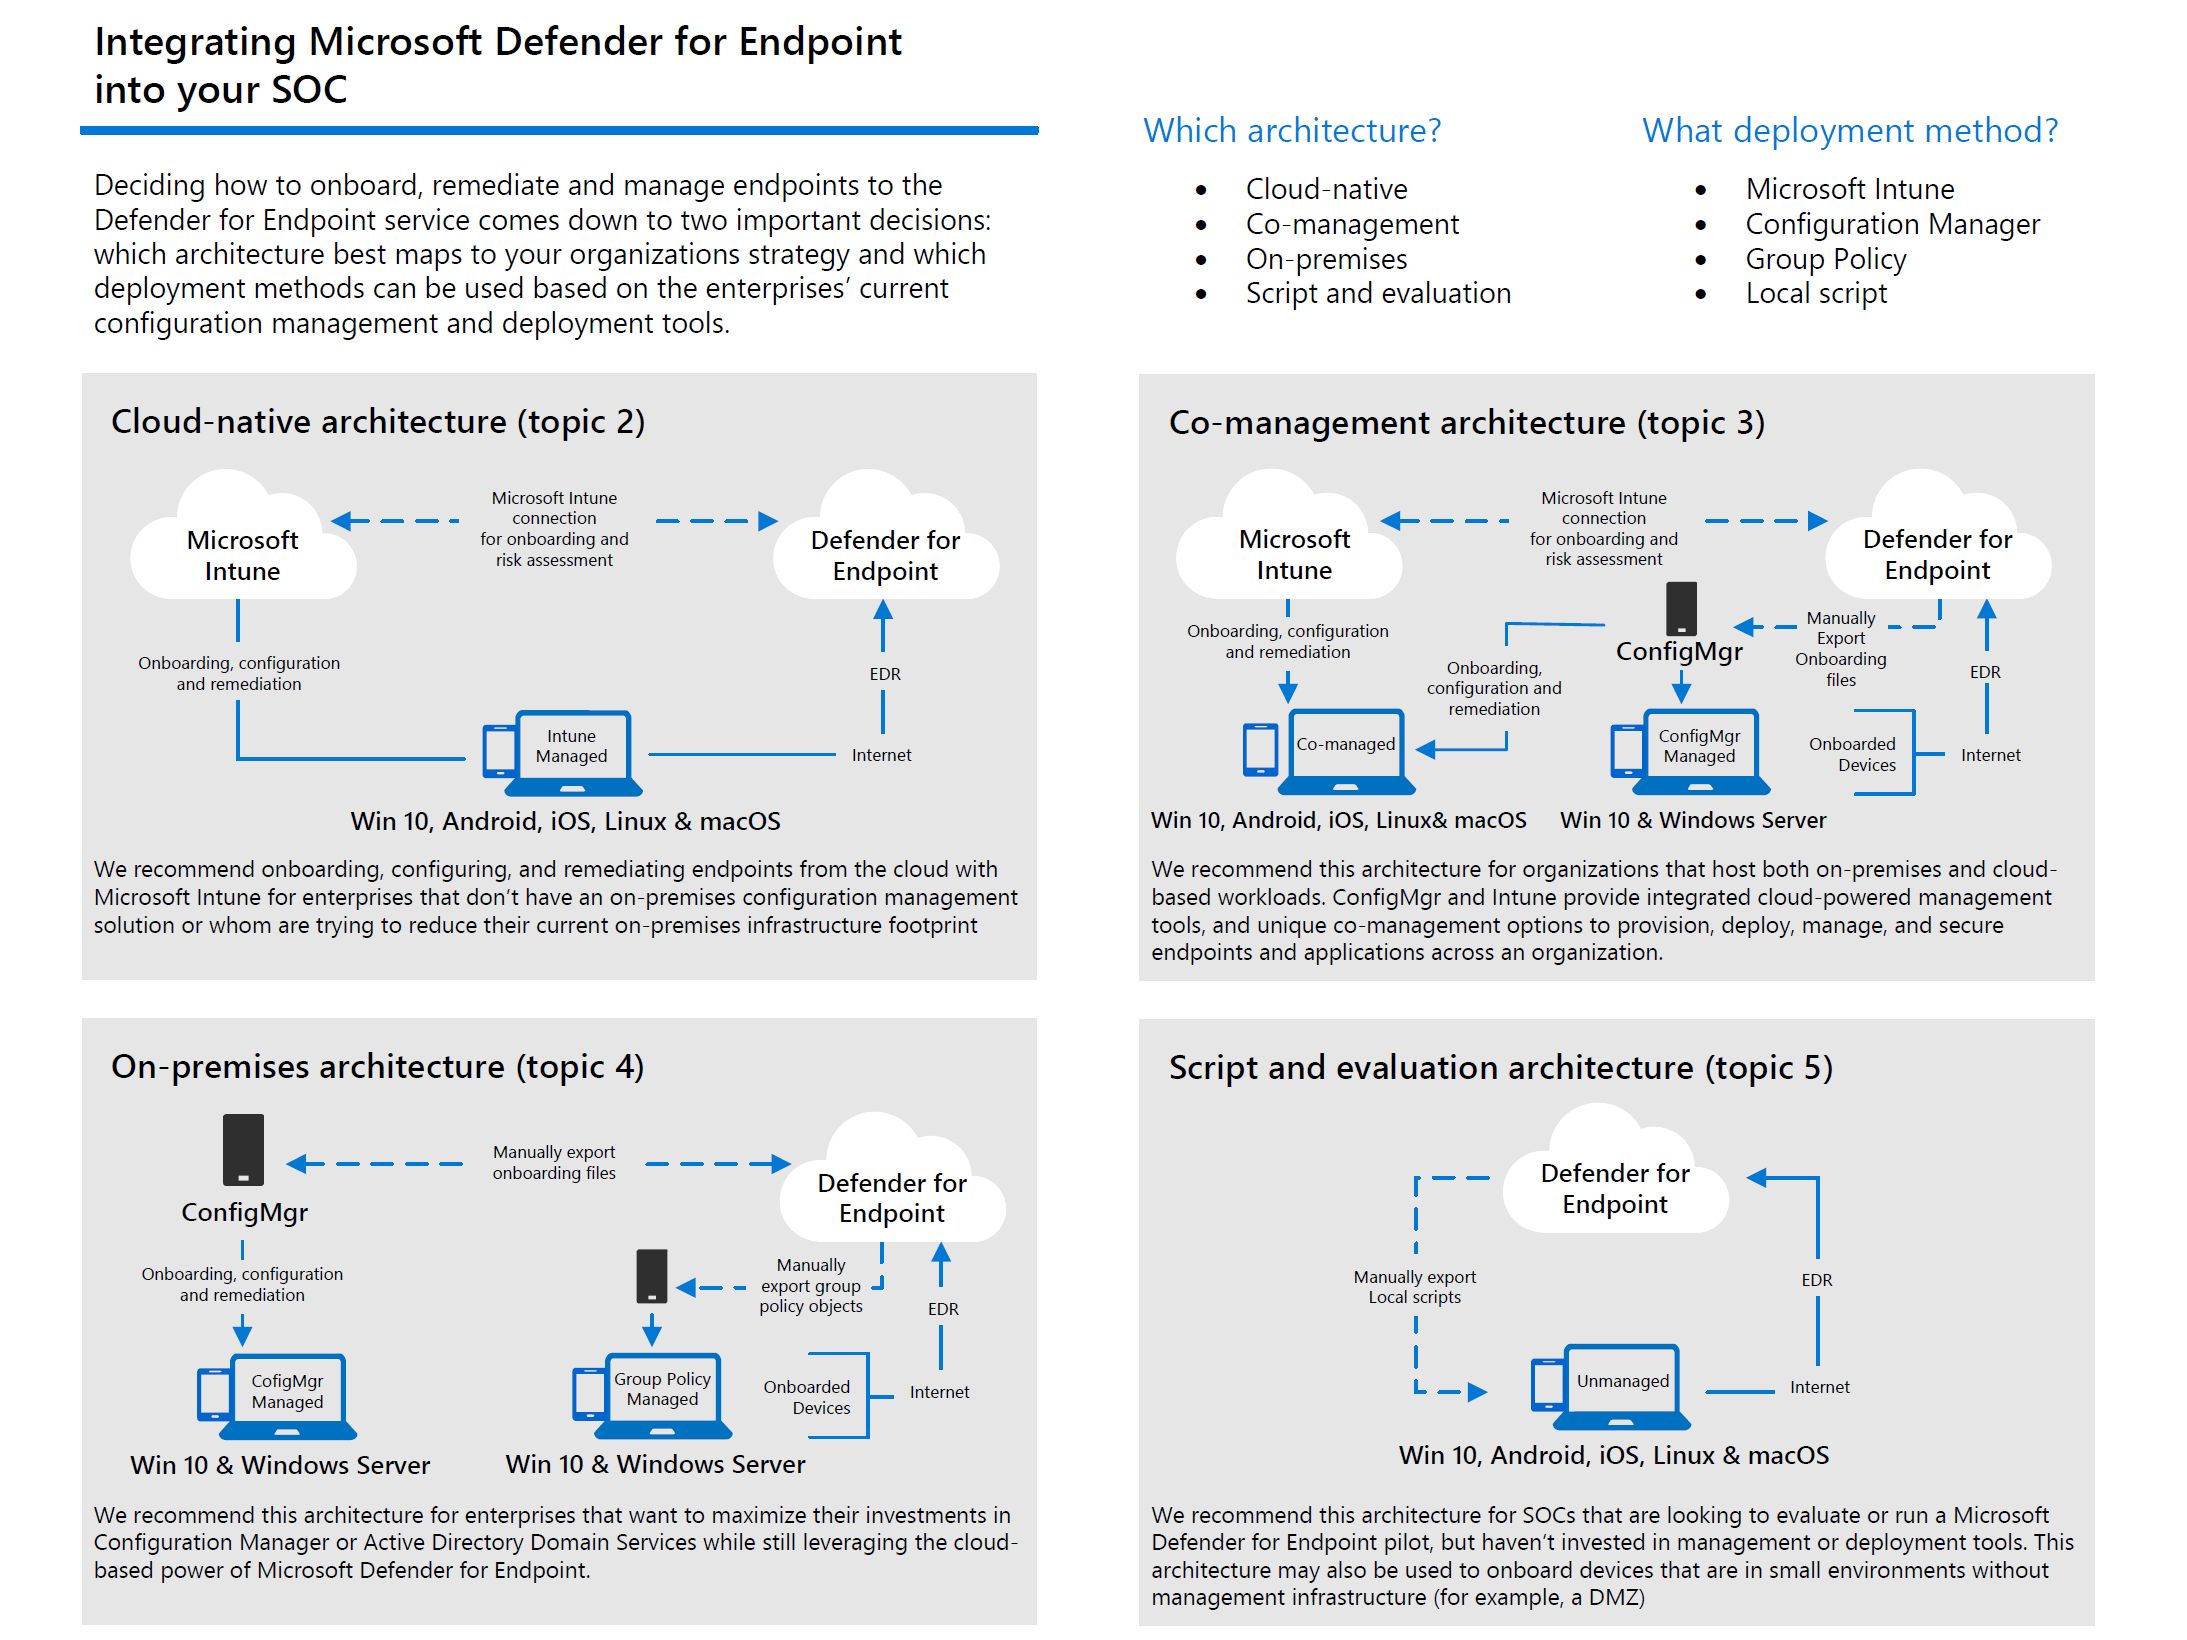 Integrating Microsoft Defender for Endpoint
into your SOC
Deciding how to onboard, remediate and manage endpoints to the
Defender for Endpoint service comes down to two important decisions:
which architecture best maps to your organizations strategy and which
deployment methods can be used based on the enterprises’ current
configuration management and deployment tools.
Which architecture?
• Cloud-native
• Co-management
• On-premises
• Script and evaluation
What deployment method?
• Microsoft Intune
• Configuration Manager
• Group Policy
• Local script
Cloud-native architecture (topic 2)
Microsoft
Intune
Microsoft Intune
connection
for onboarding and
risk assessment
Defender for
Endpoint
Onboarding, configuration
and remediation
EDR
Intune
Managed
Internet
Win 10, Android, iOS, Linux & macOS
We recommend onboarding, configuring, and remediating endpoints from the cloud with
Microsoft Intune for enterprises that don’t have an on-premises configuration management
solution or whom are trying to reduce their current on-premises infrastructure footprint
Co-management architecture (topic 3)
Microsoft
Intune
Microsoft Intune
connection
for onboarding and
risk assessment
Defender for
Endpoint
Onboarding, configuration
and remediation
ConfigMgr
Manually
Export
Onboarding
files
Onboarding,
configuration and
remediation
EDR
Co-managed
ConfigMgr
Managed
Onboarded
Devices
Internet
Win 10, Android, iOS, Linux& macOS
Win 10 & Windows Server
We recommend this architecture for organizations that host both on-premises and cloud-
based workloads. ConfigMgr and Intune provide integrated cloud-powered management
tools, and unique co-management options to provision, deploy, manage, and secure
endpoints and applications across an organization.
On-premises architecture (topic 4)
Manually export
onboarding files
Defender for
Endpoint
ConfigMgr
Onboarding, configuration
and remediation
Manually
export group
policy objects
EDR
CofigMgr
Managed
Group Policy
Managed
Onboarded
Devices
Internet
Win 10 & Windows Server
Win 10 & Windows Server
We recommend this architecture for enterprises that want to maximize their investments in
Configuration Manager or Active Directory Domain Services while still leveraging the cloud-
based power of Microsoft Defender for Endpoint.
Script and evaluation architecture (topic 5)
Defender for
Endpoint
Manually export
Local scripts
EDR
Unmanaged
Internet
Win 10, Android, iOS, Linux & macOS
We recommend this architecture for SOCs that are looking to evaluate or run a Microsoft
Defender for Endpoint pilot, but haven’t invested in management or deployment tools. This
architecture may also be used to onboard devices that are in small environments without
management infrastructure (for example, a DMZ)